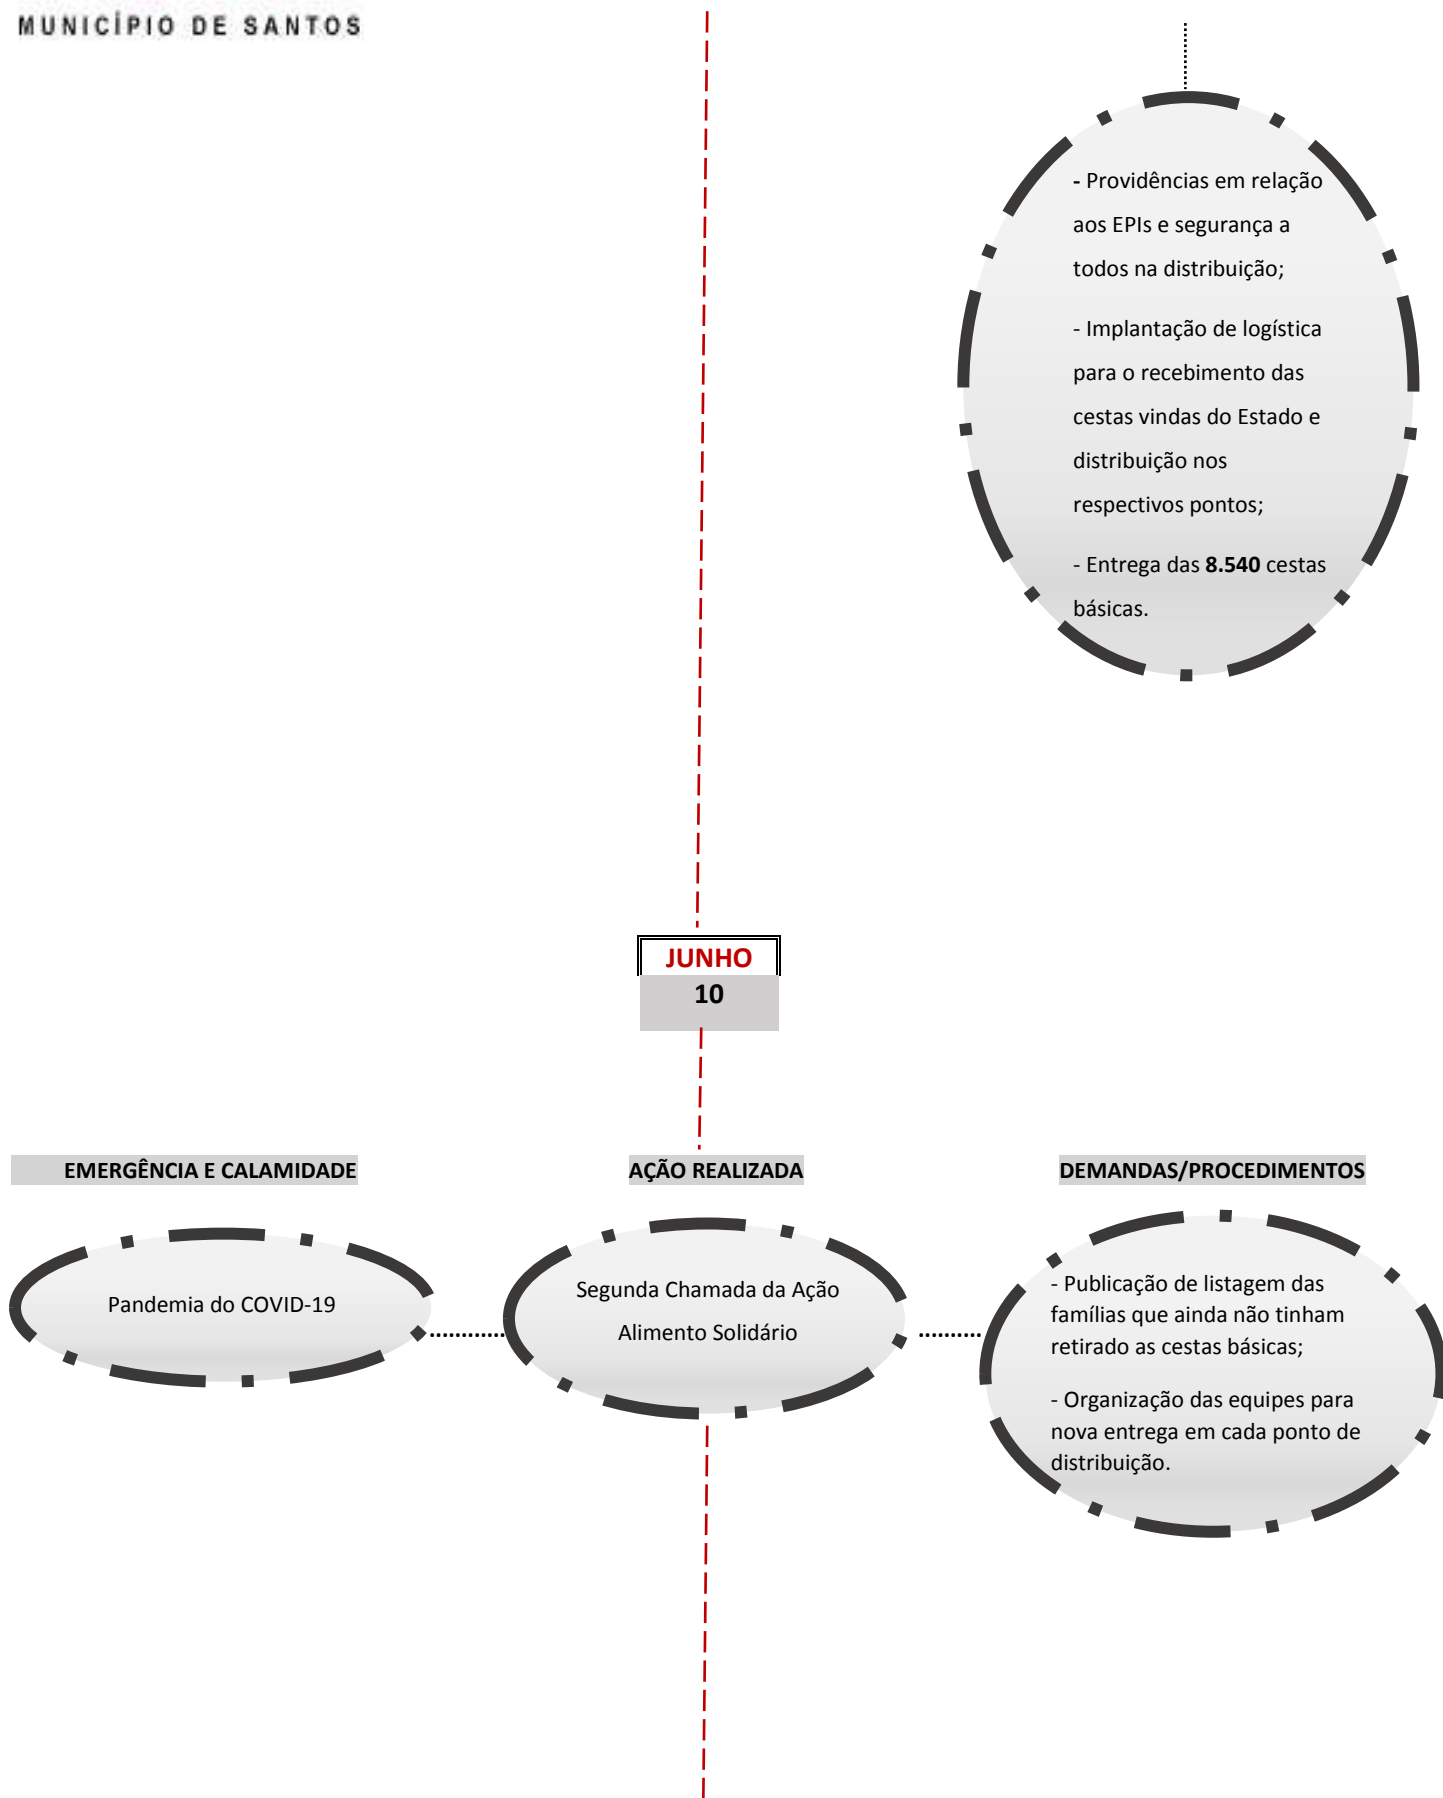 MUNICÍPIO DE SANTOS
- Providências em relação
aos EPIs e segurança a
todos na distribuição;
- Implantação de logística
para o recebimento das
cestas vindas do Estado e
distribuição nos
respectivos pontos;
- Entrega das 8.540 cestas
básicas.
JUNHO
10
EMERGÊNCIA E CALAMIDADE
AÇÃO REALIZADA
DEMANDAS/PROCEDIMENTOS
Pandemia do COVID-19
Segunda Chamada da Ação
Alimento Solidário
- Publicação de listagem das
famílias que ainda não tinham
retirado as cestas básicas;
- Organização das equipes para
nova entrega em cada ponto de
distribuição.